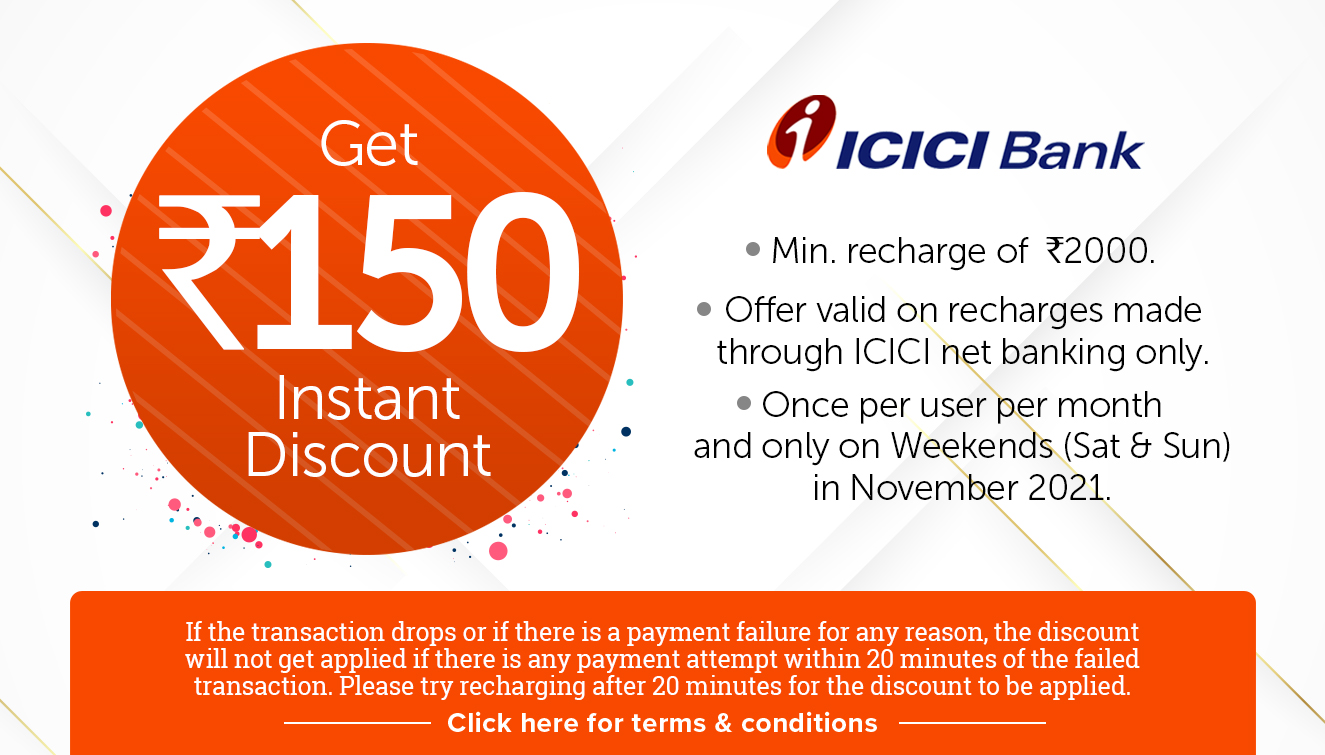 Get
₹150
Instant
Discount
ICICI Bank
• Min. recharge of ₹2000.
• Offer valid on recharges made
through ICICI net banking only.
• Once per user per month
and only on Weekends (Sat & Sun)
in November 2021.
If the transaction drops or if there is a payment failure for any reason, the discount
will not get applied if there is any payment attempt within 20 minutes of the failed
transaction. Please try recharging after 20 minutes for the discount to be applied.
Click here for terms & conditions